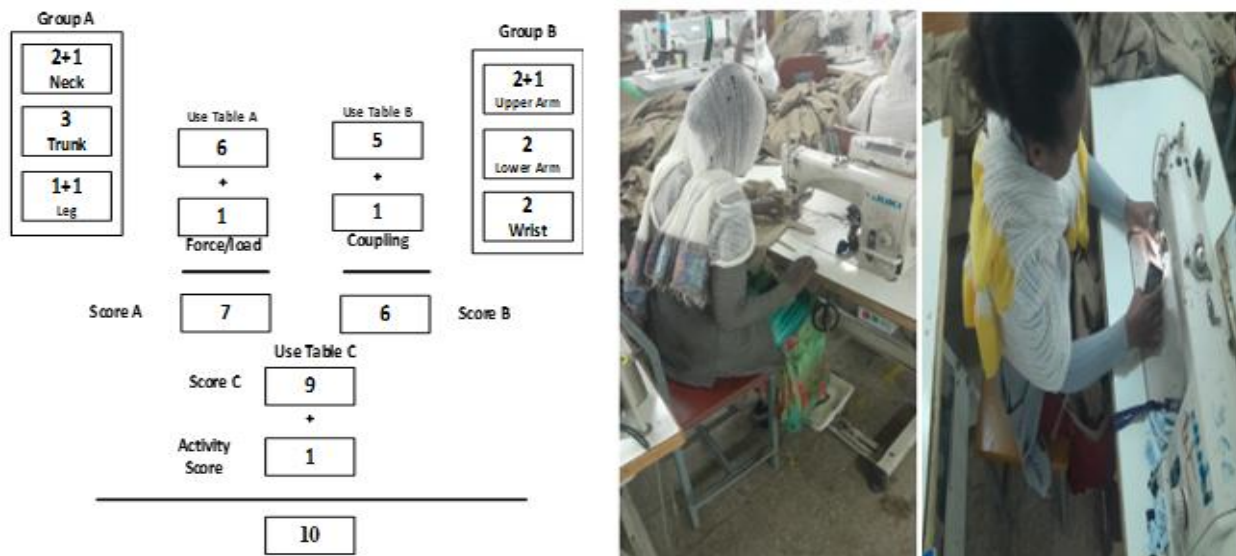 Group A
2+1
Neck
3
Trunk
1+1
Leg
Use Table A
6
+
1
Force/load
Score A
7
Use Table B
5
+
1
Coupling
6
Score B
Group B
2+1
Upper Arm
2
Lower Arm
2
Wrist
Use Table C
Score C
9
+
Activity
Score
1
10
JUKI